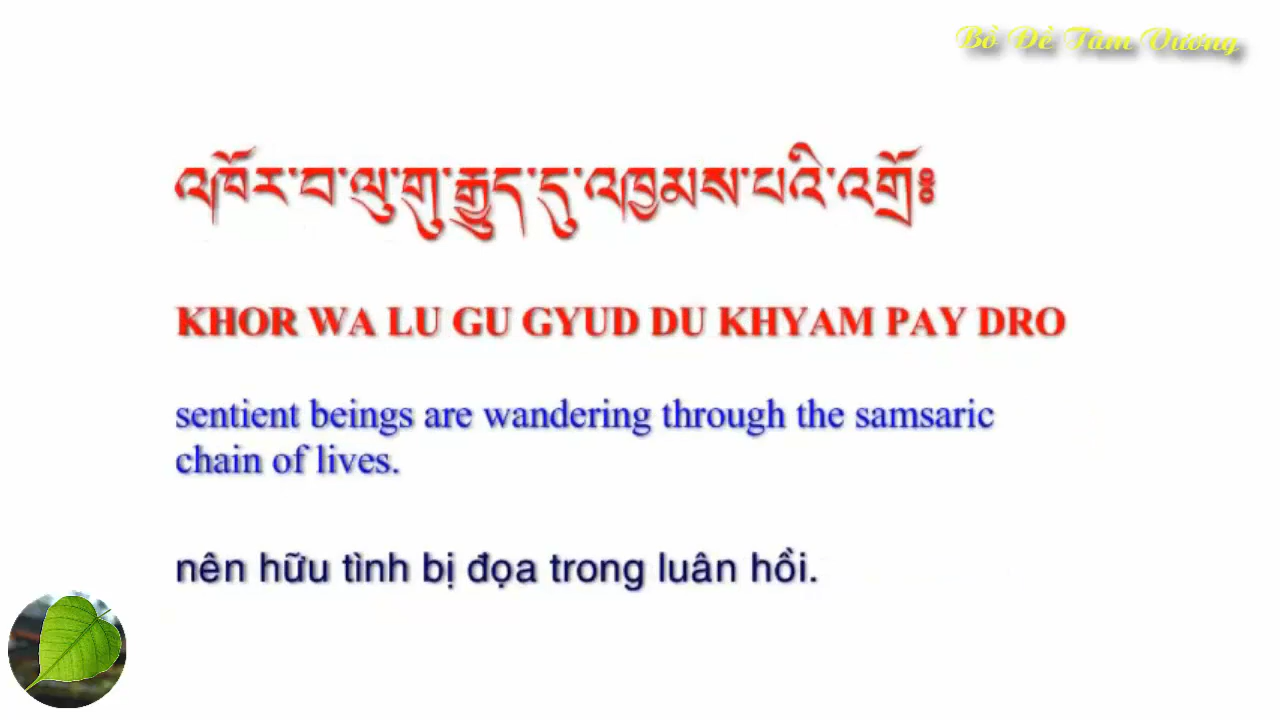 Bồ Đề Tâm Vương
འཁོར་བ་ལུ་གུ་རྒྱུད་དུ་འཁྱམས་པའི་འགྲོ༔
KHOR WA LU GU GYUD DU KHYAM PAY DRO
sentient beings are wandering through the samsaric
chain of lives.
nên hữu tình bị đọa trong luân hồi.